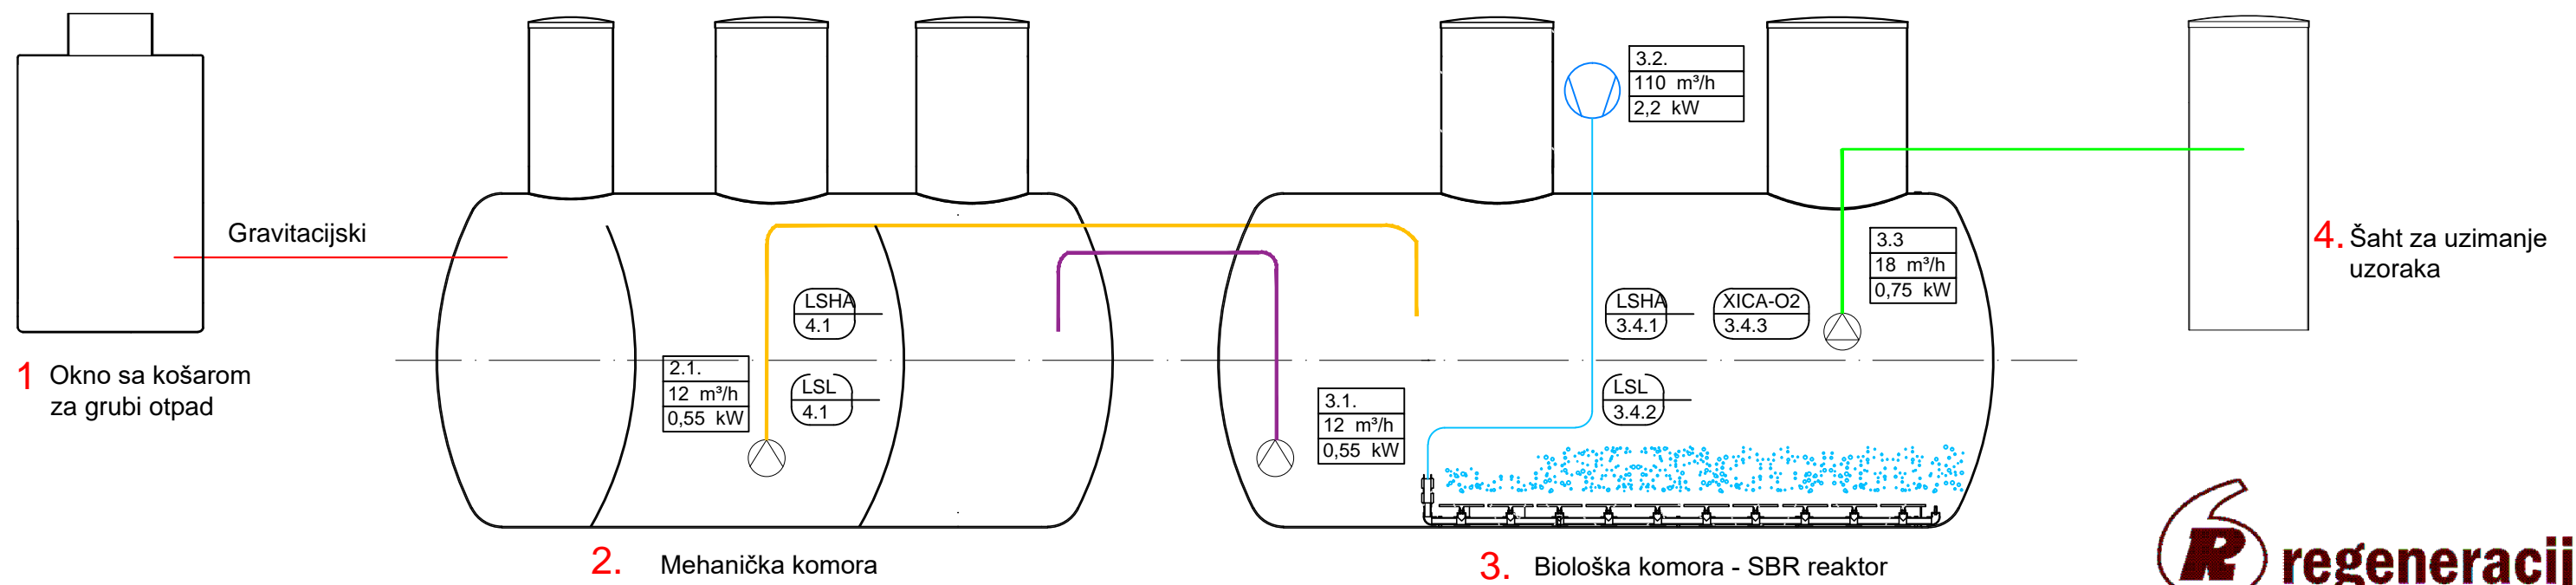 Gravitacijski
1 Okno sa košarom
za grubi otpad
2.1.
12 m³/h
0,55 kW
LSHA
4.1
LSL
4.1
2. Mehanička komora
3.1.
12 m³/h
0,55 kW
3.2.
110 m³/h
2,2 kW
LSHA
3.4.1
XICA-O2
3.4.3
LSL
3.4.2
3.3
18 m³/h
0,75 kW
3. Biološka komora - SBR reaktor
4. Šaht za uzimanje
uzoraka
R regeneracij